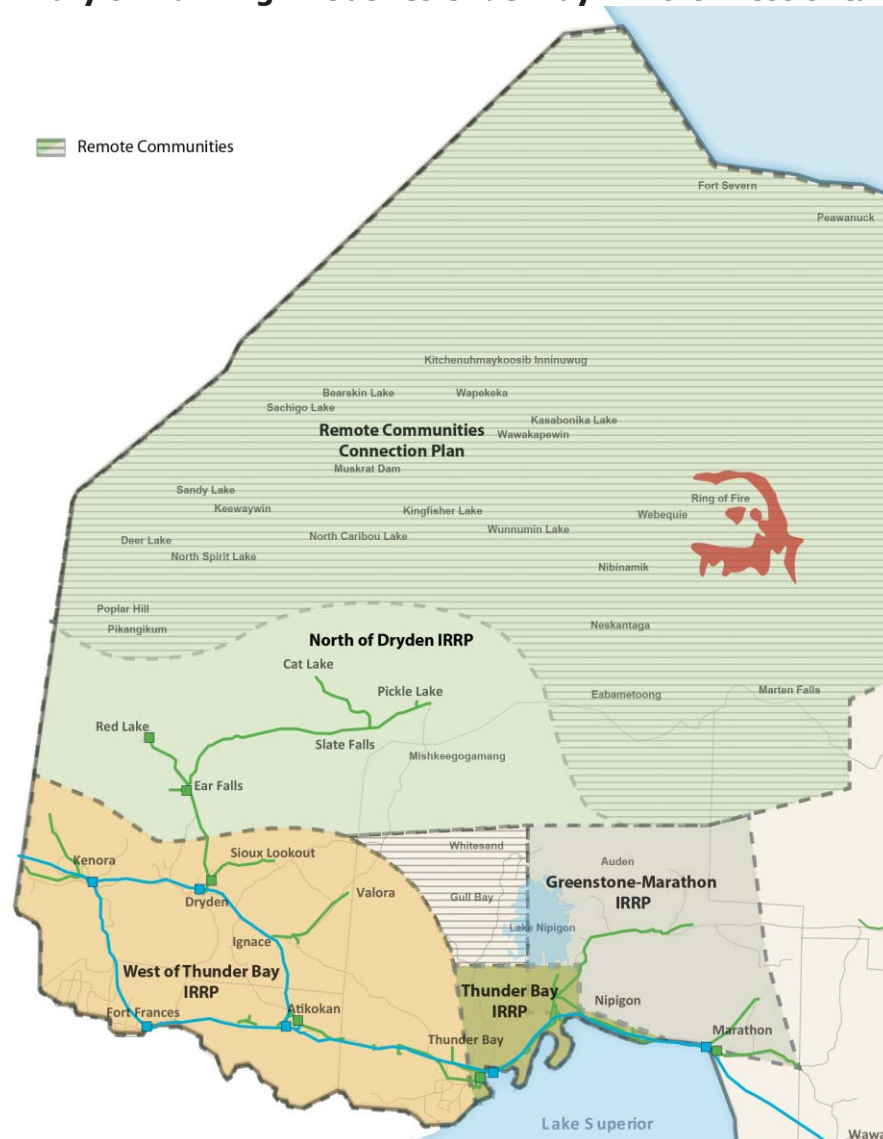 Remote Communities
Fort Severn
Peawanuck
Kitchenuhmaykoosib Inninuwug
Bearskin Lake
Wapekeka
Sachigo Lake
Kasabonika Lake
Remote Communities
Connection Plan
Wawakapewin
Muskrat Dam
Sandy Lake
Ring of Fire
Keewaywin
Kingfisher Lake
Webequie
Wunnumin Lake
North Caribou Lake
Deer Lake
North Spirit Lake
Nibinamik
Poplar Hill
Pikangikum
Neskantaga
North of Dryden IRRP
Cat Lake
Pickle Lake
Eabametoong
Marten Falls
Red Lake
Slate Falls
Mishkeegogamang
Ear Falls
Whitesand
Sioux Lookout
Auden
Kenora
Greenstone-Marathon
IRRP
Valora
Gull Bay
Dryden
Lake Nipigon
Ignace
West of Thunder Bay
IRRP
Thunder Bay
IRRP
Nipigon
Fort Frances
Atikokan
Marathon
Thunder Bay
Lake Superior